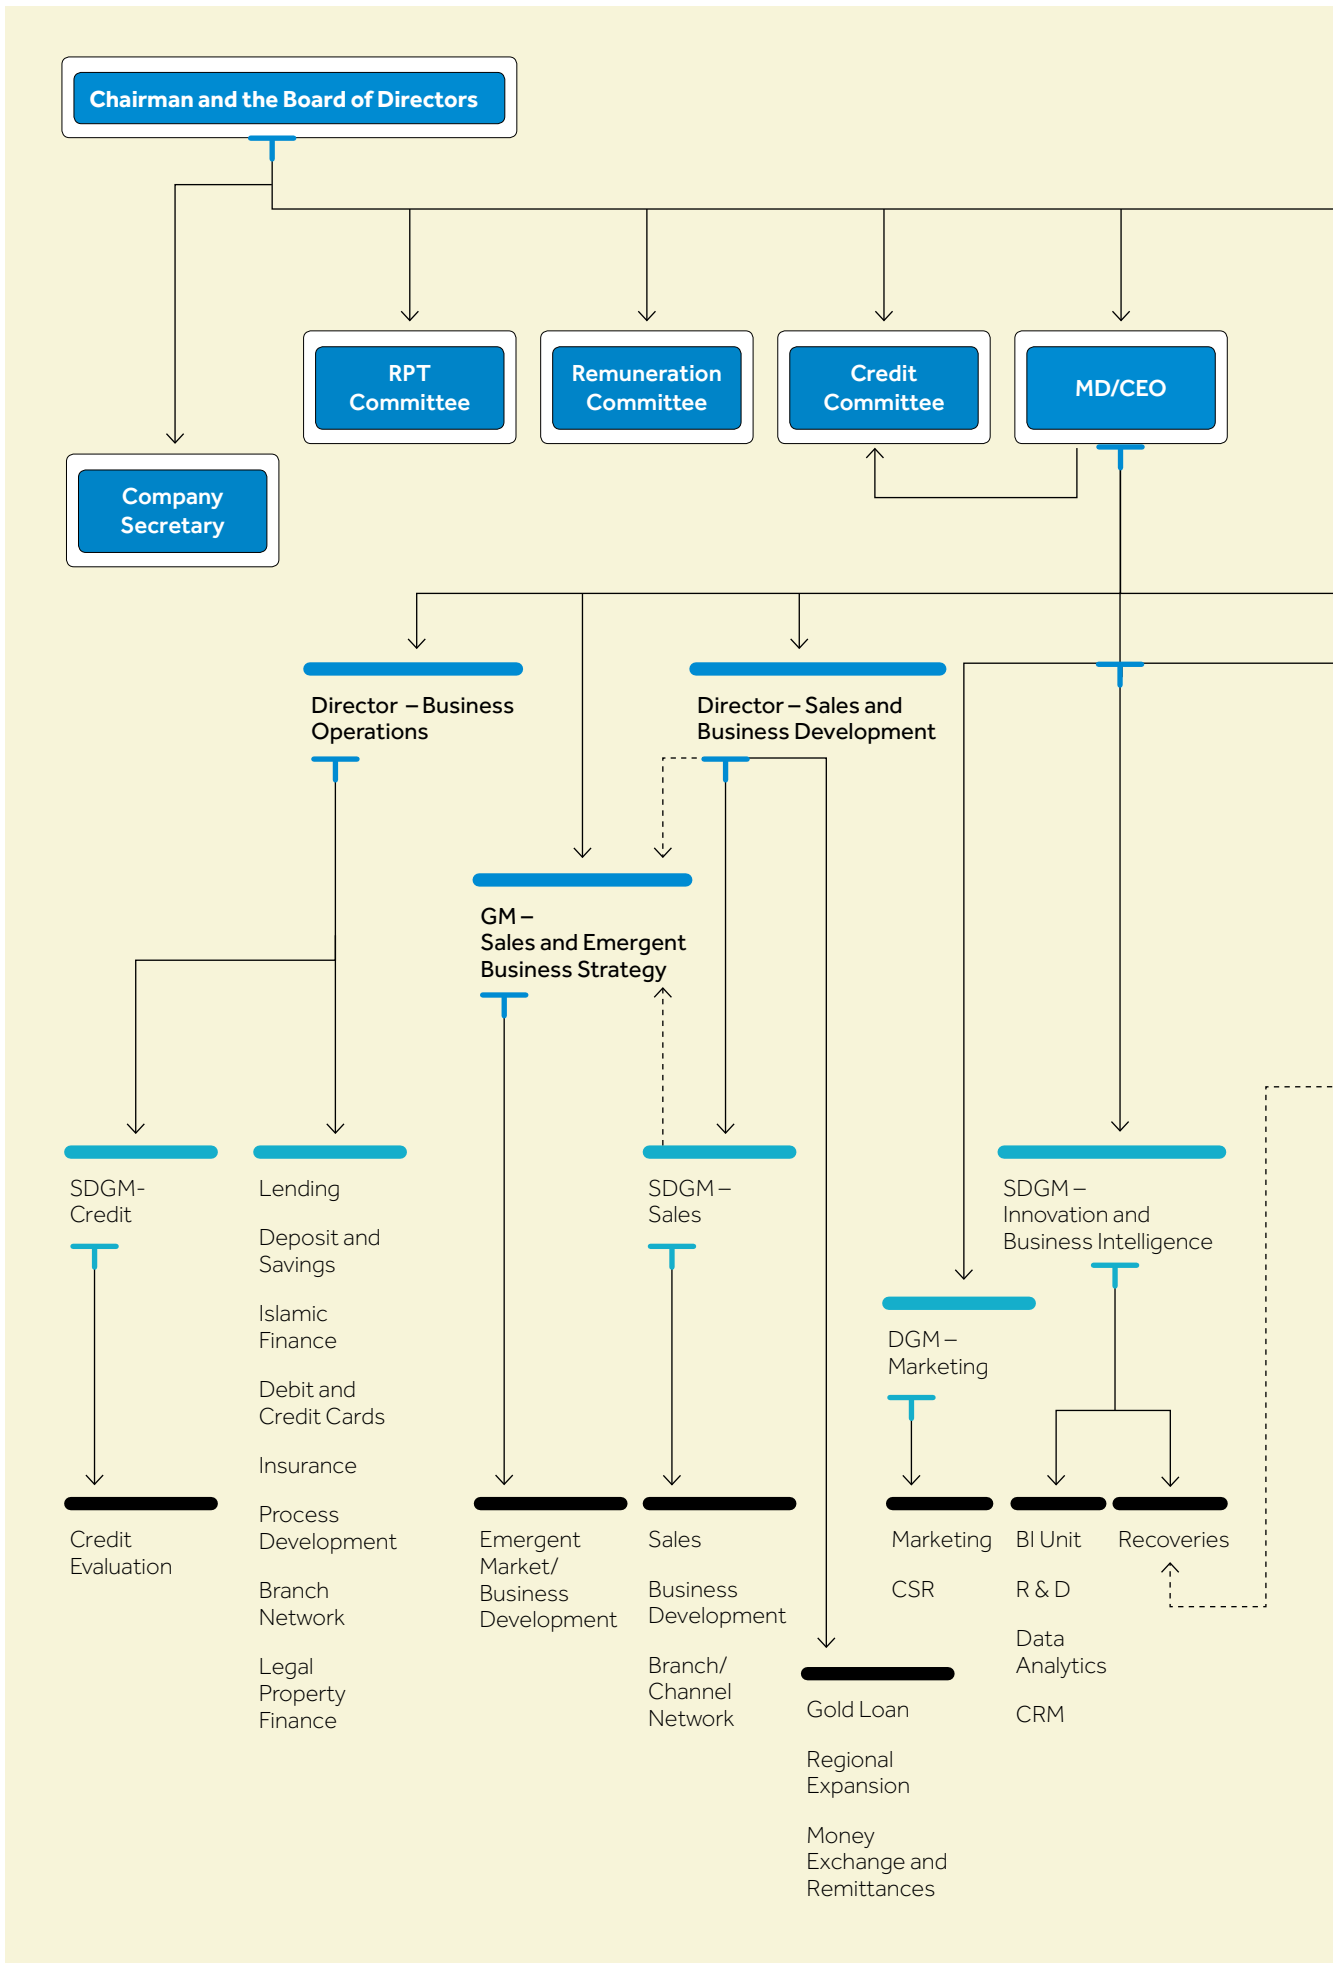 Chairman and the Board of Directors
RPT
Committee
Remuneration
Committee
Credit
Committee
MD/CEO
Company
Secretary
Director – Business
Operations
Director – Sales and
Business Development
GM –
Sales and Emergent
Business Strategy
SDGM-
Credit
Lending
Deposit and
Savings
Islamic
Finance
Debit and
Credit Cards
Insurance
Process
Development
Branch
Network
Legal
Property
Finance
SDGM –
Sales
SDGM –
Innovation and
Business Intelligence
DGM –
Marketing
Credit
Evaluation
Emergent
Market/
Business
Development
Sales
Business
Development
Branch/
Channel
Network
Gold Loan
Regional
Expansion
Money
Exchange and
Remittances
Marketing
CSR
BI Unit
R & D
Data
Analytics
CRM
Recoveries